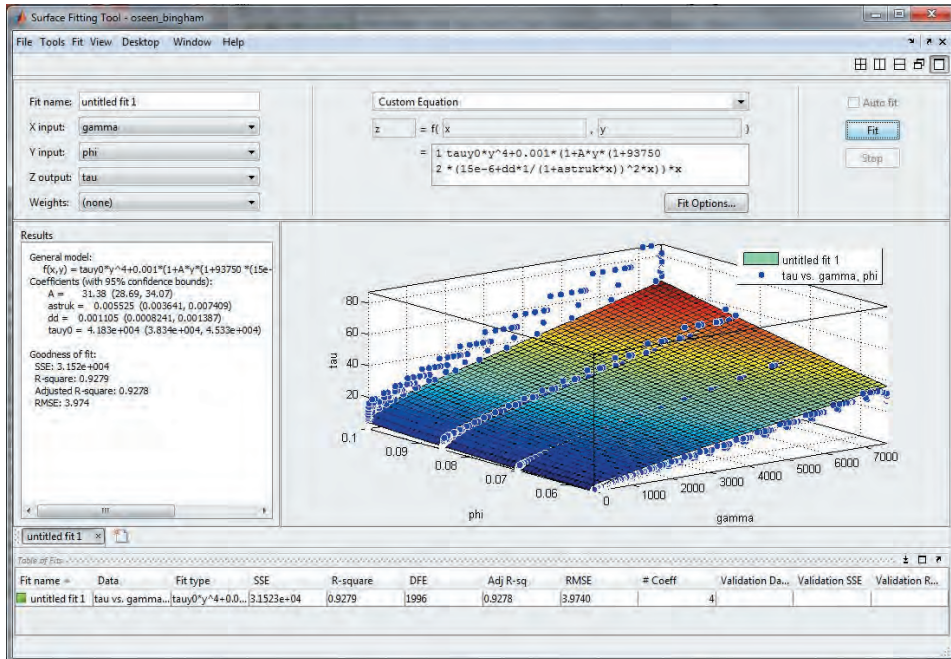 Surface Fitting Tool - oseen_bingham
File Tools Fit View Desktop Window Help
Fit name: untitled fit 1
X input: gamma
Y input: phi
Z output: tau
Weights: (none)
Custom Equation
z = f( x , y )
= 1 tauy0*y^4+0.001*(1+A*y*(1+93750
2 *(15e-6+dd*1/(1+astruk*x))^2*x))*x
Fit Options...
Auto fit
Fit
Stop
Results
General model:
f(x,y) = tauy0*y^4+0.001*(1+A*y*(1+93750 *(15e-
Coefficients (with 95% confidence bounds):
A = 31.38 (28.69, 34.07)
astruk = 0.005525 (0.003641, 0.007409)
dd = 0.001105 (0.0008241, 0.001387)
tauy0 = 4.183e+004 (3.834e+004, 4.533e+004)
Goodness of fit:
SSE: 3.152e+004
R-square: 0.9279
Adjusted R-square: 0.9278
RMSE: 3.974
untitled fit 1
tau vs. gamma, phi
80
60
40
20
tau
0.1
0.09
0.08
0.07
0.06
phi
0
1000
2000
3000
4000
5000
6000
7000
gamma
untitled fit 1
Table of Fits
Fit name Data Fit type SSE R-square DFE Adj R-sq RMSE # Coeff Validation Da... Validation SSE Validation R...
untitled fit 1 tau vs. gamma... tauy0*y^4+0.0... 3.1523e+04 0.9279 1996 0.9278 3.9740 4